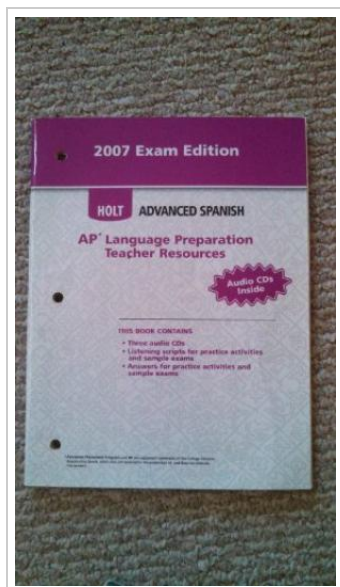 2007 Exam Edition
HOLT ADVANCED SPANISH
AP* Language Preparation
Teacher Resources
Audio CDs
Inside
THIS BOOK CONTAINS
• Three audio CDs
• Listening scripts for practice activities
and sample exams
• Answers for practice activities and
sample exams